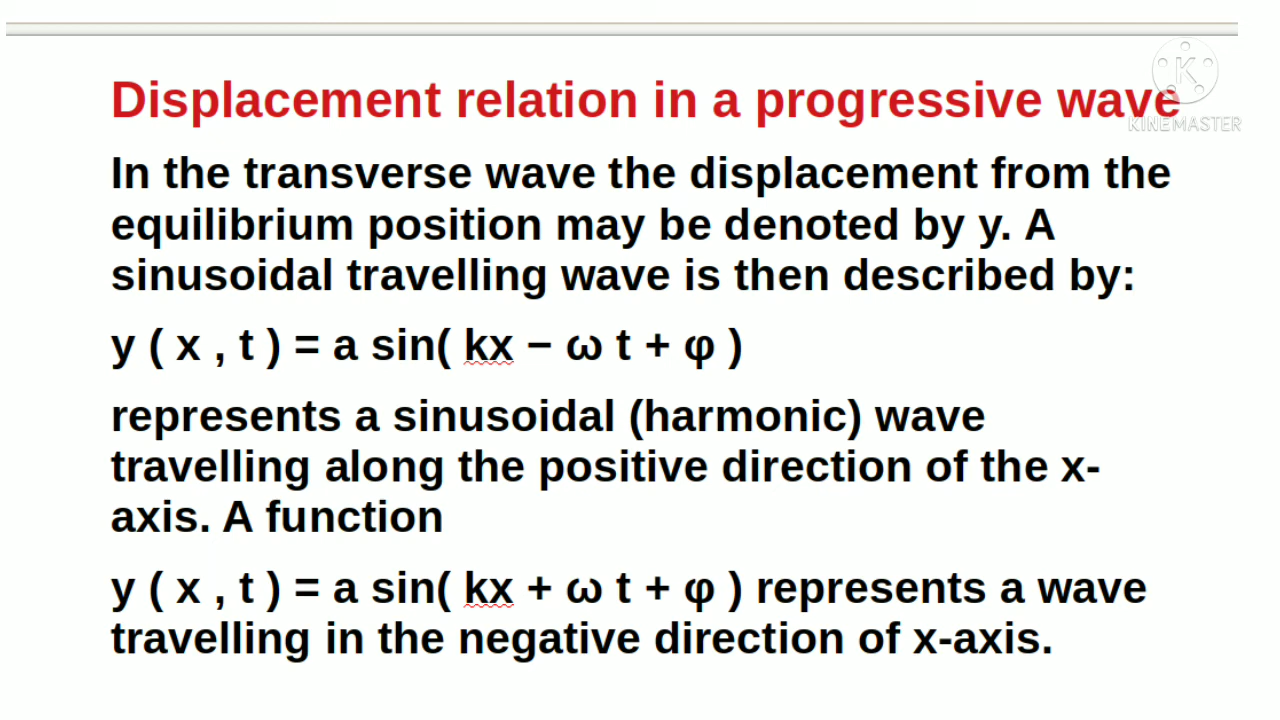 Displacement relation in a progressive wave
KINEMASTER
In the transverse wave the displacement from the
equilibrium position may be denoted by y. A
sinusoidal travelling wave is then described by:
y ( x , t ) = a sin( kx − ω t + φ )
represents a sinusoidal (harmonic) wave
travelling along the positive direction of the x-
axis. A function
y ( x , t ) = a sin( kx + ω t + φ ) represents a wave
travelling in the negative direction of x-axis.